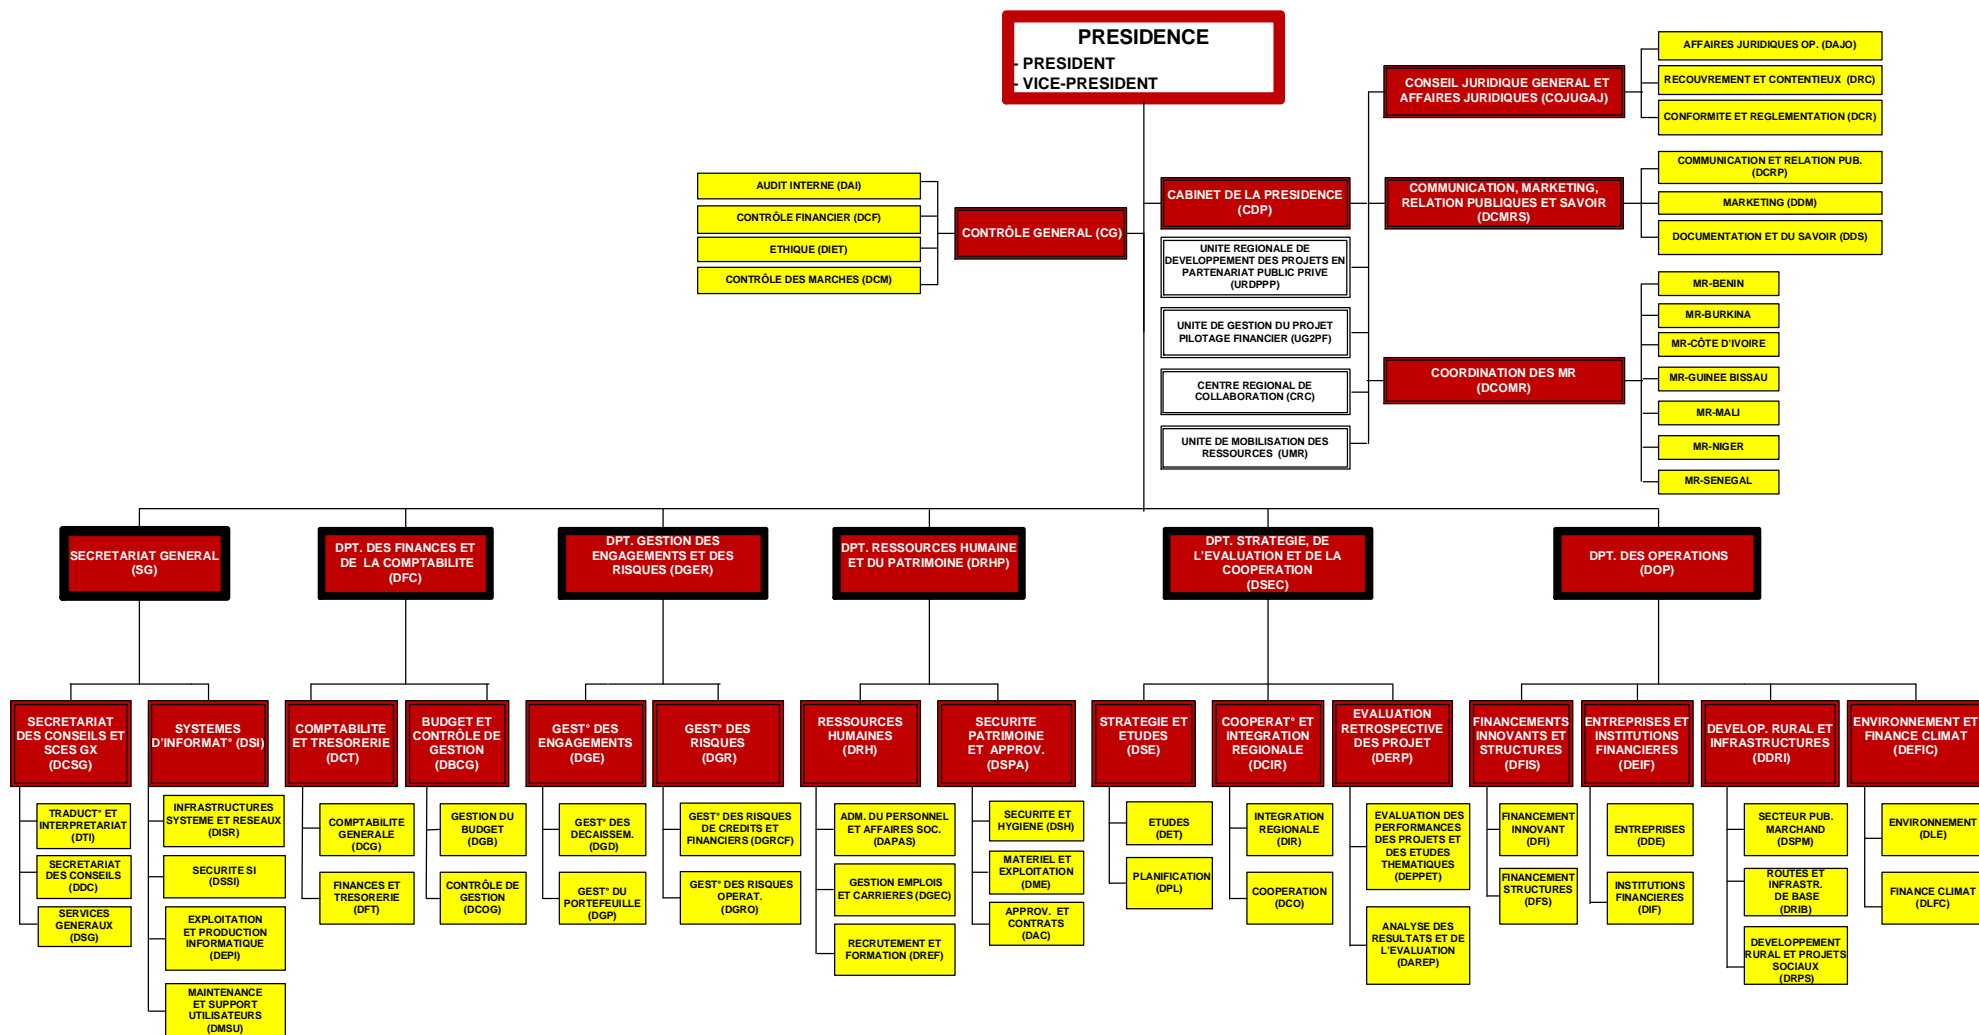 PRESIDENCE
- PRESIDENT
- VICE-PRESIDENT
CONSEIL JURIDIQUE GENERAL ET
AFFAIRES JURIDIQUES (COJUGAJ)
AFFAIRES JURIDIQUES OP. (DAJO)
RECOUVREMENT ET CONTENTIEUX (DRC)
CONFORMITE ET REGLEMENTATION (DCR)
AUDIT INTERNE (DAI)
CONTRÔLE FINANCIER (DCF)
ETHIQUE (DIET)
CONTRÔLE DES MARCHES (DCM)
CONTRÔLE GENERAL (CG)
CABINET DE LA PRESIDENCE
(CDP)
COMMUNICATION, MARKETING,
RELATION PUBLIQUES ET SAVOIR
(DCMRS)
COMMUNICATION ET RELATION PUB.
(DCRP)
MARKETING (DDM)
DOCUMENTATION ET DU SAVOIR (DDS)
UNITE REGIONALE DE
DEVELOPPEMENT DES PROJETS EN
PARTENARIAT PUBLIC PRIVE
(URDPPP)
UNITE DE GESTION DU PROJET
PILOTAGE FINANCIER (UG2PF)
CENTRE REGIONAL DE
COLLABORATION (CRC)
UNITE DE MOBILISATION DES
RESSOURCES (UMR)
COORDINATION DES MR
(DCOMR)
MR-BENIN
MR-BURKINA
MR-CÔTE D'IVOIRE
MR-GUINEE BISSAU
MR-MALI
MR-NIGER
MR-SENEGAL
SECRETARIAT GENERAL
(SG)
DPT. DES FINANCES ET
DE LA COMPTABILITE
(DFC)
DPT. GESTION DES
ENGAGEMENTS ET DES
RISQUES (DGER)
DPT. RESSOURCES HUMAINE
ET DU PATRIMOINE (DRHP)
DPT. STRATEGIE, DE
L'EVALUATION ET DE LA
COOPERATION
(DSEC)
DPT. DES OPERATIONS
(DOP)
SECRETARIAT
DES CONSEILS ET
SCES GX
(DCSG)
SYSTEMES
D'INFORMAT° (DSI)
COMPTABILITE
ET TRESORERIE
(DCT)
BUDGET ET
CONTRÔLE DE
GESTION
(DBCG)
GEST° DES
ENGAGEMENTS
(DGE)
GEST° DES
RISQUES
(DGR)
RESSOURCES
HUMAINES
(DRH)
SECURITE
PATRIMOINE
ET APPROV.
(DSPA)
STRATEGIE ET
ETUDES
(DSE)
COOPERAT° ET
INTEGRATION
REGIONALE
(DCIR)
EVALUATION
RETROSPECTIVE
DES PROJET
(DERP)
FINANCEMENTS
INNOVANTS ET
STRUCTURES
(DFIS)
ENTREPRISES ET
INSTITUTIONS
FINANCIERES
(DEIF)
DEVELOP. RURAL ET
INFRASTRUCTURES
(DDRI)
ENVIRONNEMENT ET
FINANCE CLIMAT
(DEFIC)
TRADUCT° ET
INTERPRETARIAT
(DTI)
SECRETARIAT
DES CONSEILS
(DDC)
SERVICES
GENERAUX
(DSG)
INFRASTRUCTURES
SYSTEME ET RESEAUX
(DISR)
SECURITE SI
(DSSI)
EXPLOITATION
ET PRODUCTION
INFORMATIQUE
(DEPI)
MAINTENANCE
ET SUPPORT
UTILISATEURS
(DMSU)
COMPTABILITE
GENERALE
(DCG)
FINANCES ET
TRESORERIE
(DFT)
GESTION DU
BUDGET
(DGB)
CONTRÔLE DE
GESTION
(DCOG)
GEST° DES
DECAISSEM.
(DGD)
GEST° DU
PORTEFEUILLE
(DGP)
GEST° DES RISQUES
DE CREDITS ET
FINANCIERS (DGRCF)
GEST° DES RISQUES
OPERAT.
(DGRO)
ADM. DU PERSONNEL
ET AFFAIRES SOC.
(DAPAS)
GESTION EMPLOIS
ET CARRIERES (DGEC)
RECRUTEMENT ET
FORMATION (DREF)
SECURITE ET
HYGIENE (DSH)
MATERIEL ET
EXPLOITATION
(DME)
APPROV. ET
CONTRATS
(DAC)
ETUDES
(DET)
PLANIFICATION
(DPL)
INTEGRATION
REGIONALE
(DIR)
COOPERATION
(DCO)
EVALUATION DES
PERFORMANCES
DES PROJETS ET
DES ETUDES
THEMATIQUES
(DEPPET)
ANALYSE DES
RESULTATS ET DE
L'EVALUATION
(DAREP)
FINANCEMENT
INNOVANT
(DFI)
FINANCEMENT
STRUCTURES
(DFS)
ENTREPRISES
(DDE)
INSTITUTIONS
FINANCIERES
(DIF)
SECTEUR PUB.
MARCHAND
(DSPM)
ROUTES ET
INFRASTR.
DE BASE
(DRIB)
DEVELOPPEMENT
RURAL ET PROJETS
SOCIAUX
(DRPS)
ENVIRONNEMENT
(DLE)
FINANCE CLIMAT
(DLFC)